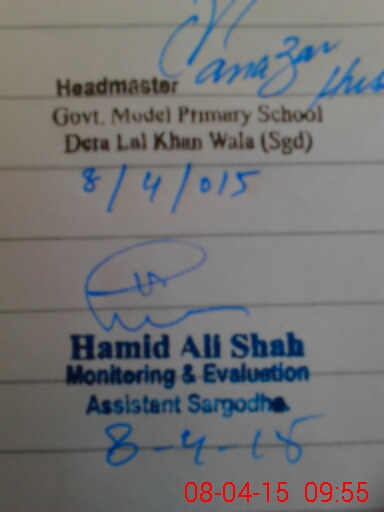 Headmaster
Govt. Model Primary School
Dera Lal Khan Wala (Sgd)
8/4/015
Hamid Ali Shah
Monitoring & Evaluation
Assistant Sargodha.
8-4-15
08-04-15 09:55